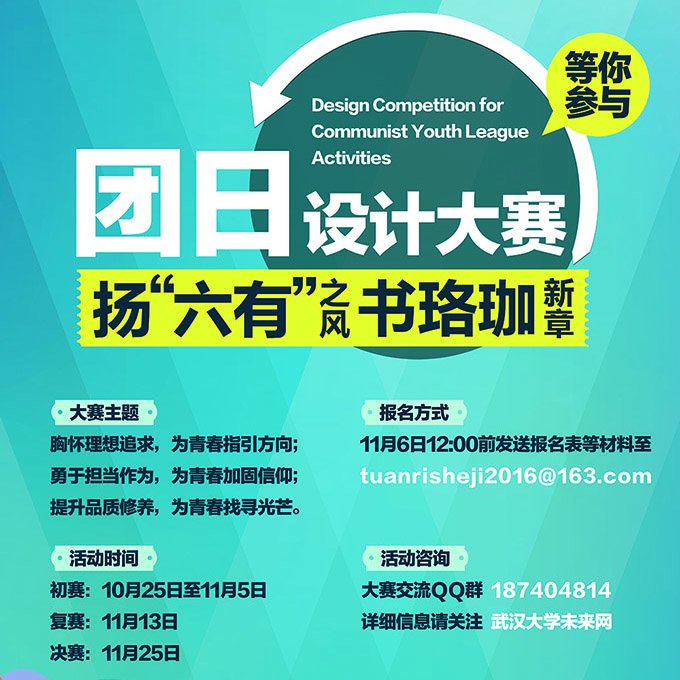 等你
参与
Design Competition for
Communist Youth League
Activities
团日设计大赛
扬“六有”之风书珞珈新章
大赛主题
胸怀理想追求，为青春指引方向；
勇于担当作为，为青春加固信仰；
提升品质修养，为青春找寻光芒。
报名方式
11月6日12:00前发送报名表等材料至
tuanrisheji2016@163.com
活动时间
初赛：10月25日至11月5日
复赛：11月13日
决赛：11月25日
活动咨询
大赛交流QQ群 187404814
详细信息请关注 武汉大学未来网